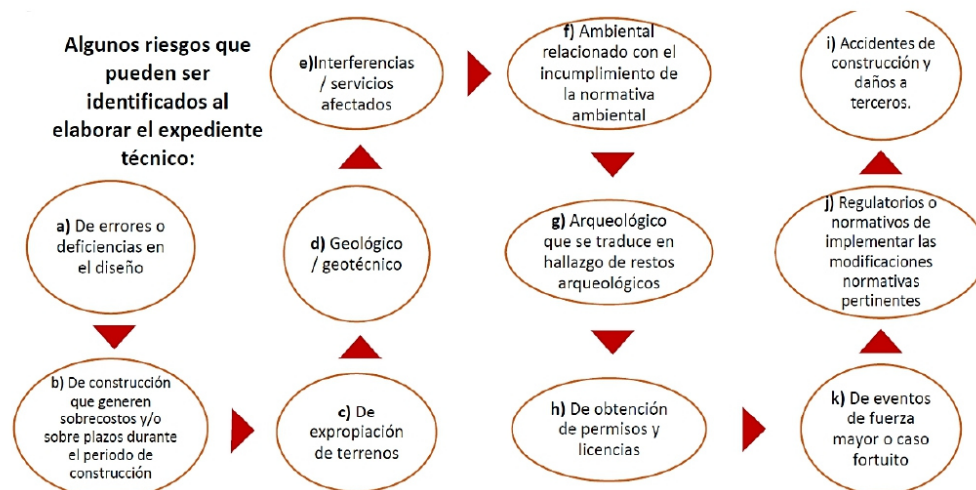 Algunos riesgos que
pueden ser
identificados al
elaborar el expediente
técnico:
a) De errores o
deficiencias en
el diseño
b) De construcción
que generen
sobrecostos y/o
sobre plazos durante
el periodo de
construcción
c) De
expropiación
de terrenos
d) Geológico
/ geotécnico
e)Interferencias
/ servicios
afectados
f) Ambiental
relacionado con el
incumplimiento de
la normativa
ambiental
g) Arqueológico
que se traduce en
hallazgo de restos
arqueológicos
h) De obtención
de permisos y
licencias
k) De eventos
de fuerza
mayor o caso
fortuito
j) Regulatorios o
normativos de
implementar las
modificaciones
normativas
pertinentes
i) Accidentes de
construcción y
daños a
terceros.